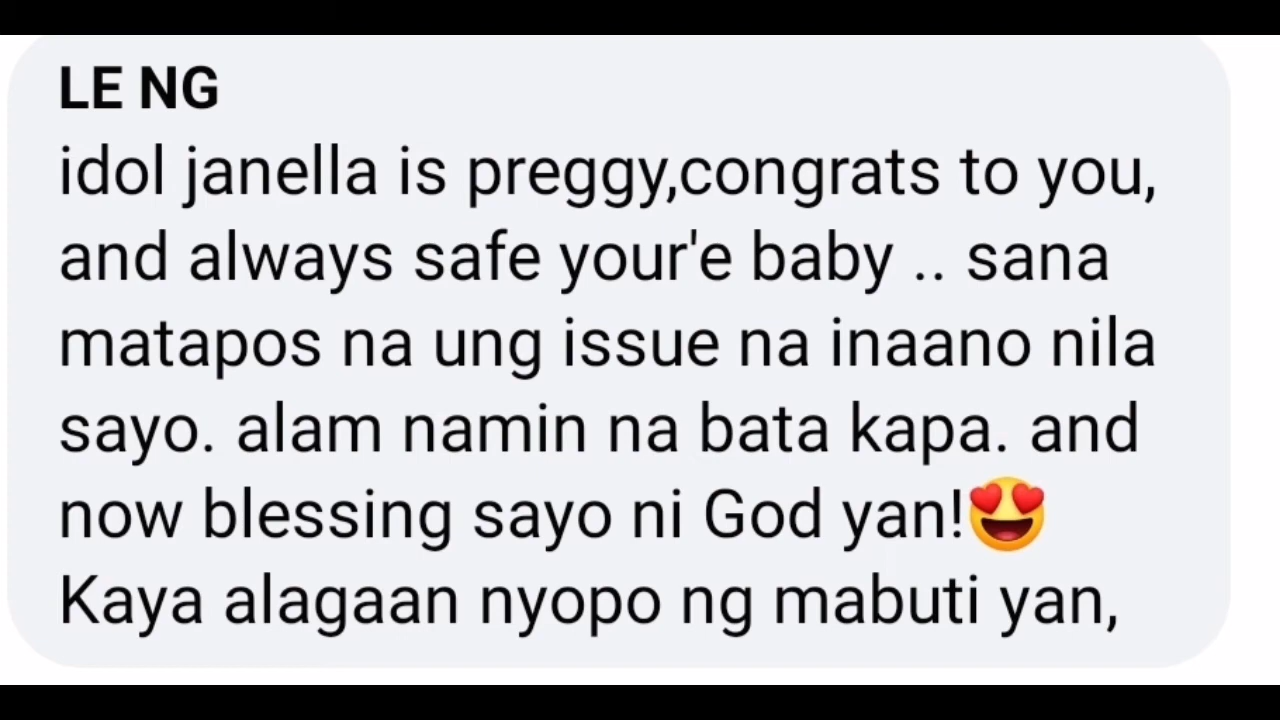 LE NG
idol janella is preggy,congrats to you,
and always safe your'e baby .. sana
matapos na ung issue na inaano nila
sayo. alam namin na bata kapa. and
now blessing sayo ni God yan!😍
Kaya alagaan nyopo ng mabuti yan,